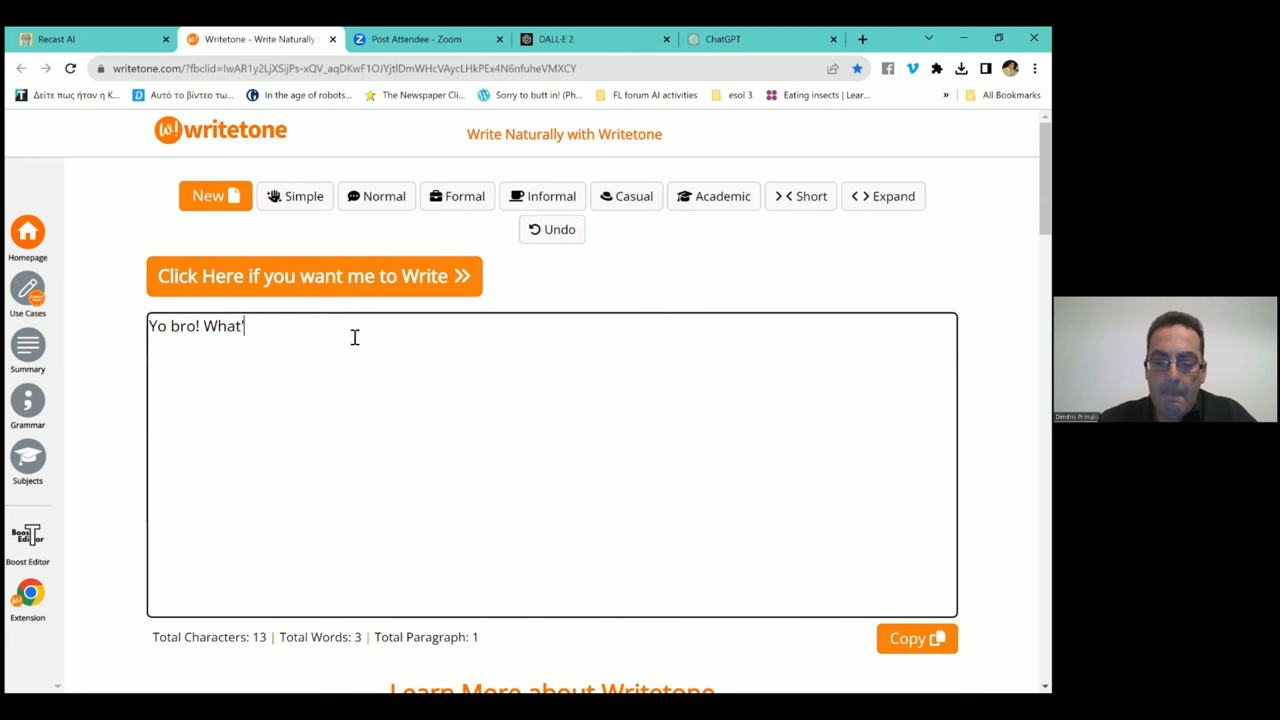 Recast AI
Writetone - Write Naturally
Post Attendee - Zoom
DALL·E 2
ChatGPT
writetone.com/?fbclid=IwAR1y2LjXSijPs-xQV_aqDKwF1OJYjtlDmWHcVAycLHkPEx4N6nfuheVMXCY
Δείτε πως ήταν η Κ...
Αυτό το βίντεο τω...
In the age of robots...
The Newspaper Cli...
Sorry to butt in! (Ph...
FL forum AI activities
esol 3
Eating insects | Lear...
»
All Bookmarks
w! writetone
Write Naturally with Writetone
New
Simple
Normal
Formal
Informal
Casual
Academic
Short
Expand
Undo
Homepage
Use Cases
Summary
Grammar
Subjects
Boost Editor
Boost Editor
Extension
Click Here if you want me to Write »
Yo bro! What'
Total Characters: 13 | Total Words: 3 | Total Paragraph: 1
Copy
Learn More about Writetone